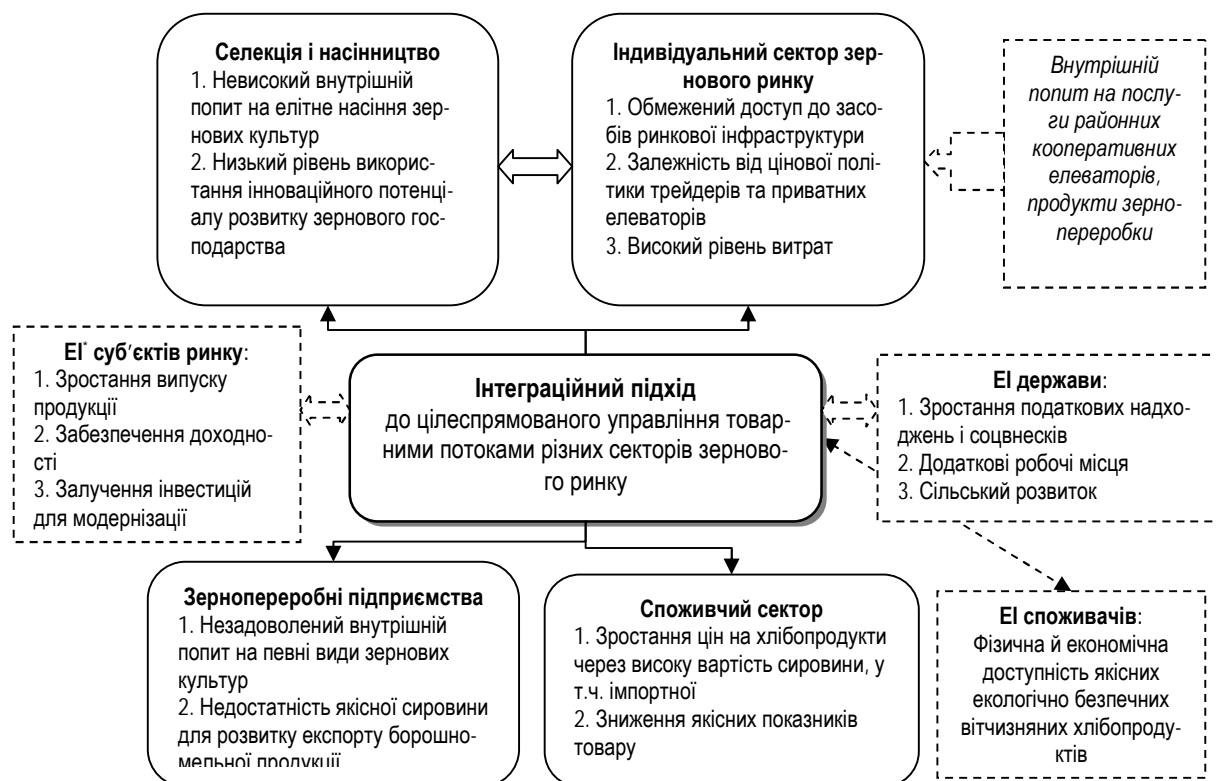 Селекція і насінництво
1. Невисокий внутрішній
попит на елітне насіння зер-
нових культур
2. Низький рівень викорис-
тання інноваційного потенці-
алу розвитку зернового гос-
подарства
Індивідуальний сектор зер-
нового ринку
1. Обмежений доступ до засо-
бів ринкової інфраструктури
2. Залежність від цінової полі-
тики трейдерів та приватних
елеваторів
3. Високий рівень витрат
Внутрішній
попит на послу-
ги районних
кооперативних
елеваторів,
продукти зерно-
переробки
ЕІ* суб'єктів ринку:
1. Зростання випуску
продукції
2. Забезпечення доходно-
сті
3. Залучення інвестицій
для модернізації
Інтеграційний підхід
до цілеспрямованого управління товар-
ними потоками різних секторів зерново-
го ринку
ЕІ держави:
1. Зростання податкових надхо-
джень і соцвнесків
2. Додаткові робочі місця
3. Сільський розвиток
Зернопереробні підприємства
1. Незадоволений внутрішній
попит на певні види зернових
культур
2. Недостатність якісної сировини
для розвитку експорту борошно-
мельної продукції
Споживчий сектор
1. Зростання цін на хлібопродукти
через високу вартість сировини, у
т.ч. імпортної
2. Зниження якісних показників
товару
ЕІ споживачів:
Фізична й економічна
доступність якісних
екологічно безпечних
вітчизняних хлібопроду-
ктів